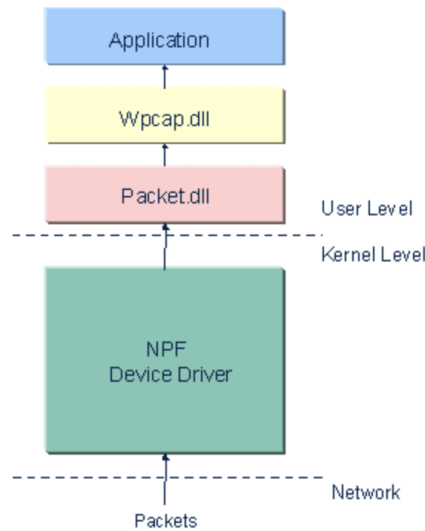 Application
Wpcap.dll
Packet.dll
User Level
Kernel Level
NPF
Device Driver
Network
Packets